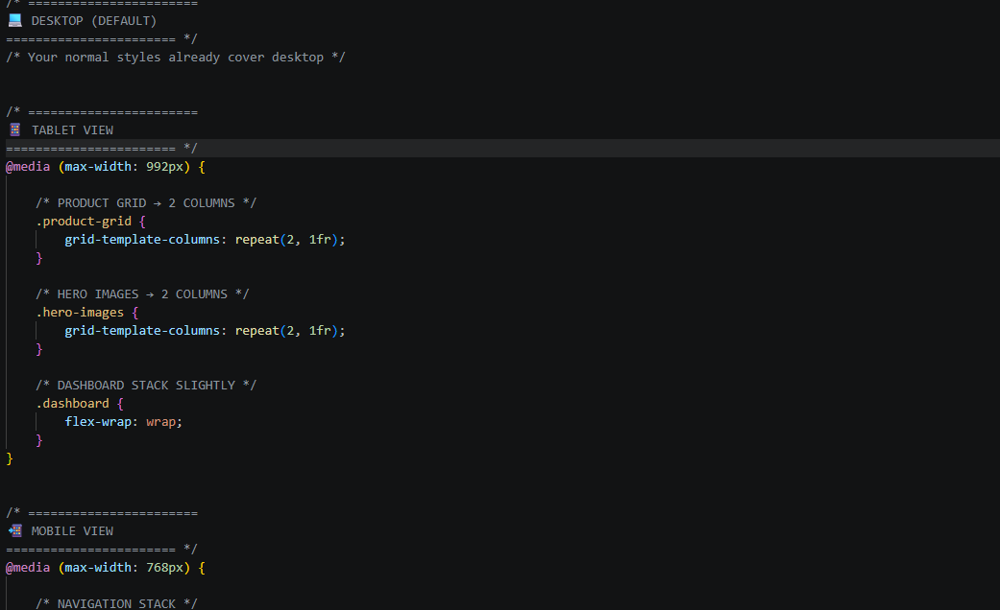 /* =======================
💻 DESKTOP (DEFAULT)
======================= */
/* Your normal styles already cover desktop */
/* =======================
📱 TABLET VIEW
======================= */
@media (max-width: 992px) {
/* PRODUCT GRID → 2 COLUMNS */
.product-grid {
grid-template-columns: repeat(2, 1fr);
}
/* HERO IMAGES → 2 COLUMNS */
.hero-images {
grid-template-columns: repeat(2, 1fr);
}
/* DASHBOARD STACK SLIGHTLY */
.dashboard {
flex-wrap: wrap;
}
}
/* =======================
📲 MOBILE VIEW
======================= */
@media (max-width: 768px) {
/* NAVIGATION STACK */